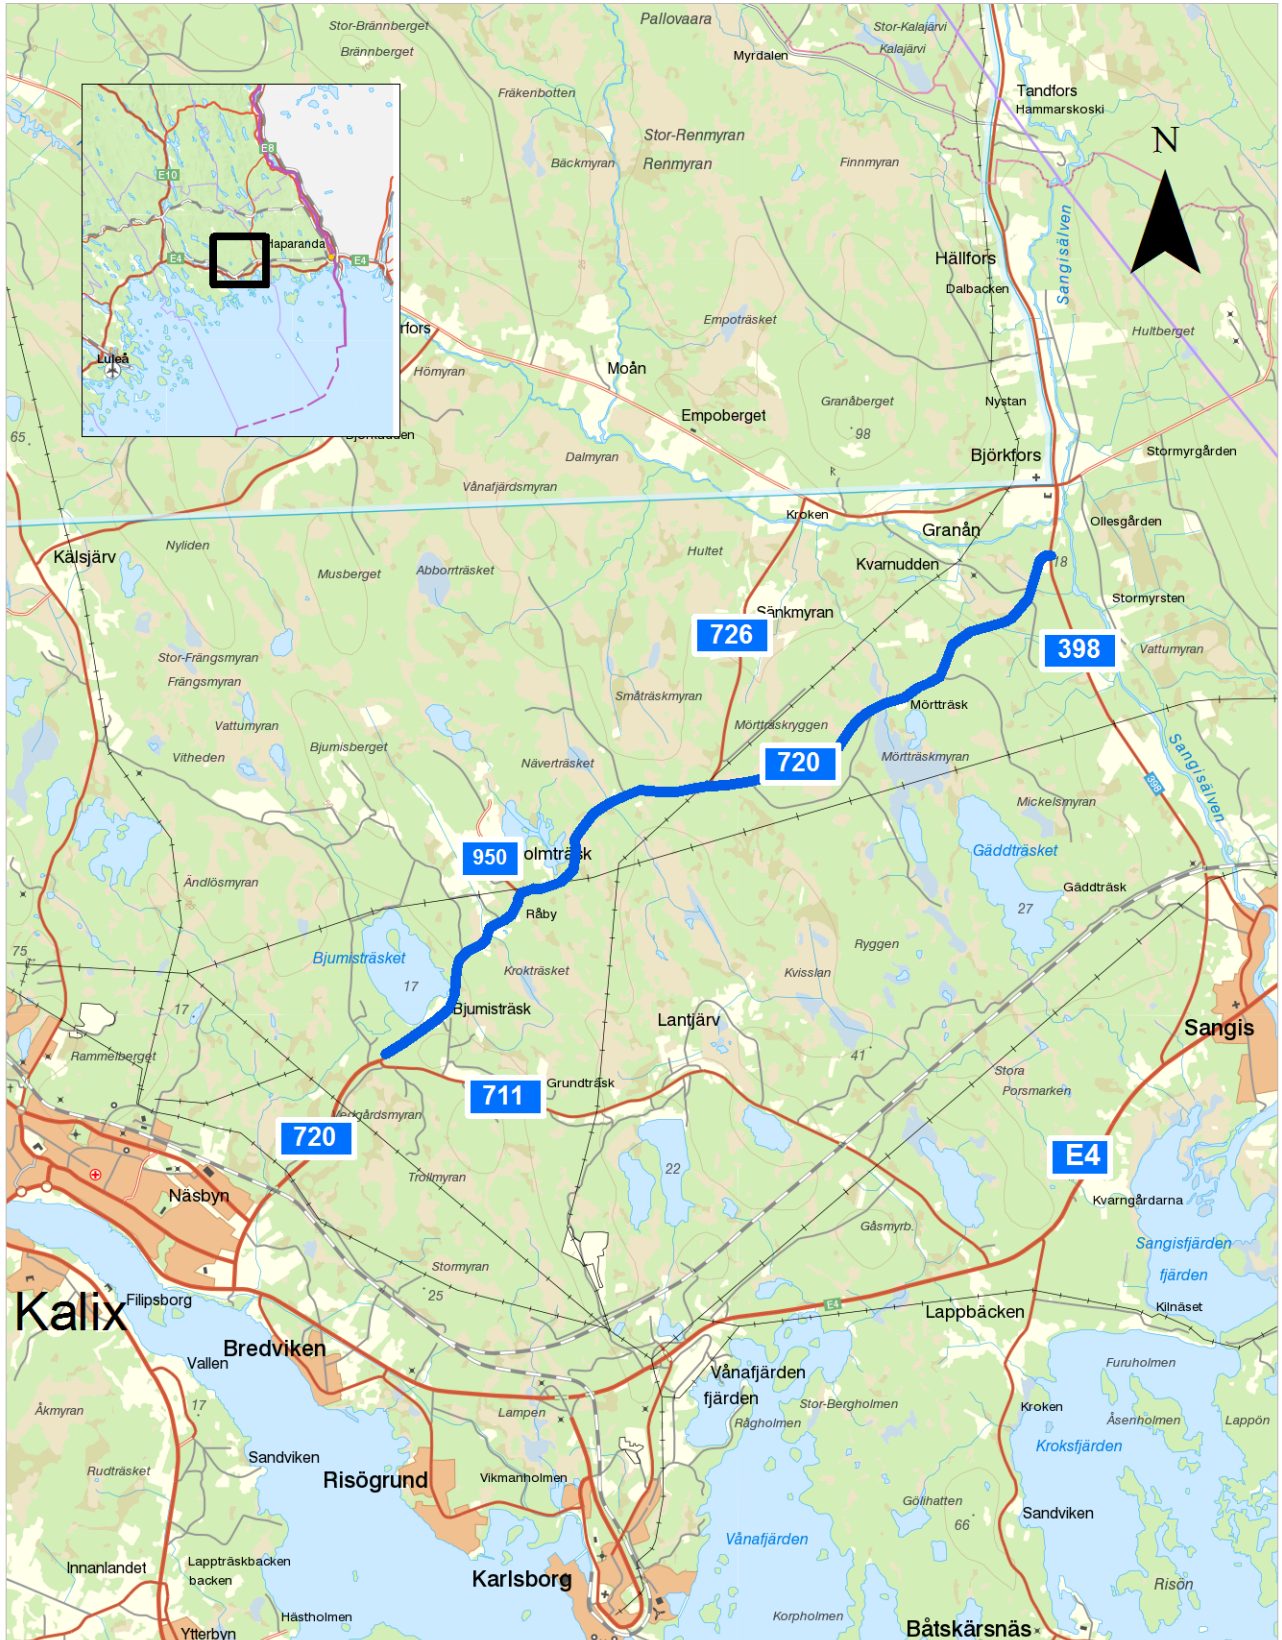 Stor-Brännberget
Brännberget
Pallovaara
Stor-Kalajärvi
Kalajärvi
Myrdalen
Fräkenbotten
Tandfors
Hammarskoski
Stor-Renmyran
Renmyran
Bäckmyran
Finnmyran
N
E8
E10
Haparanda
E4
E4
Luleå
Sangisälven
Hällfors
Dalbacken
Empoträsket
Hultberget
rfors
Moån
Hömyran
Empoberget
Granåberget
98
Nystan
65
Björkfors
Stormyrgården
Dalmyran
Vånafjärdsmyran
Kroken
Granån
Ollesgården
Kälsjärv
Nyliden
Musberget
Abborrträsket
Hultet
Kvarnudden
18
Stormyrsten
Sänkmyran
726
398
Vattumyran
Stor-Frängsmyran
Frängsmyran
Småträskmyran
Mörtträsk
Vattumyran
Mörtträskryggen
Bjumisberget
Vitheden
Näverträsket
720
Mörtträskmyran
Sangisälven
398
Mickelsmyran
950
olmträsk
Gäddträsket
Ändlösmyran
Gäddträsk
Råby
27
75
Bjumisträsket
Krokträsket
Ryggen
Kvisslan
17
17
Bjumisträsk
Lantjärv
Sangis
Rammelberget
41
Stora
Porsmarken
711
Grundträsk
Vedgårdsmyran
720
E4
22
Trollmyran
Näsbyn
Kvarngårdarna
Gåsmyrb.
Sangisfjärden
fjärden
Stormyran
25
Kalix
Filipsborg
E4
Lappbäcken
Kilnäset
Bredviken
Vallen
Vånafjärden
fjärden
Furuholmen
Åkmyran
17
Lampen
Stor-Bergholmen
Rågholmen
Kroken
Åsenholmen
Lappön
Kroksfjärden
Sandviken
Rudträsket
Risögrund
Vikmanholmen
Gölihatten
66
Sandviken
Vånafjärden
Innanlandet
Lappträskbacken
backen
Karlsborg
Risön
Hästholmen
Korpholmen
Ytterbyn
Båtskärsnäs